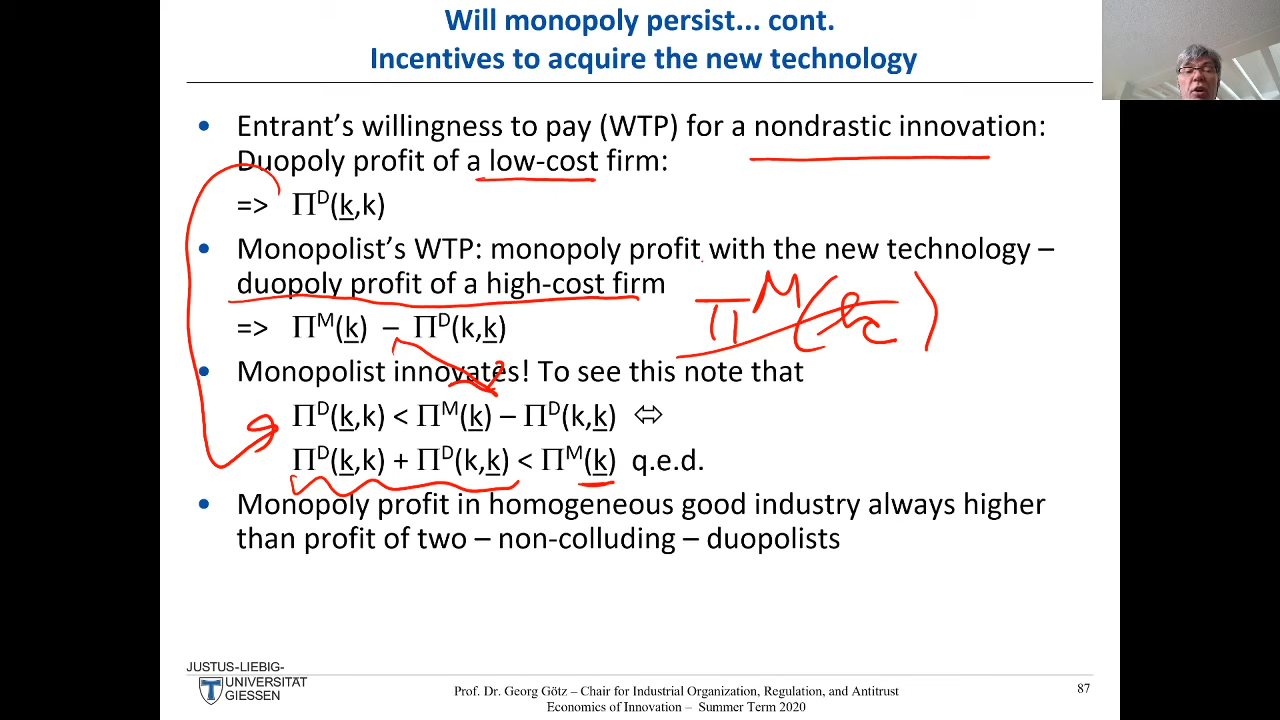 Will monopoly persist... cont.
Incentives to acquire the new technology
• Entrant's willingness to pay (WTP) for a nondrastic innovation:
Duopoly profit of a low-cost firm:
=> Π^D(k̲,k)
• Monopolist's WTP: monopoly profit with the new technology –
duopoly profit of a high-cost firm
=> Π^M(k̲) – Π^D(k,k̲)
Π^M(k)
• Monopolist innovates! To see this note that
Π^D(k̲,k) < Π^M(k̲) – Π^D(k,k̲) ⇔
Π^D(k̲,k) + Π^D(k,k̲) < Π^M(k̲) q.e.d.
• Monopoly profit in homogeneous good industry always higher
than profit of two – non-colluding – duopolists
JUSTUS-LIEBIG-
UNIVERSITÄT
GIESSEN
Prof. Dr. Georg Götz – Chair for Industrial Organization, Regulation, and Antitrust
Economics of Innovation – Summer Term 2020
87